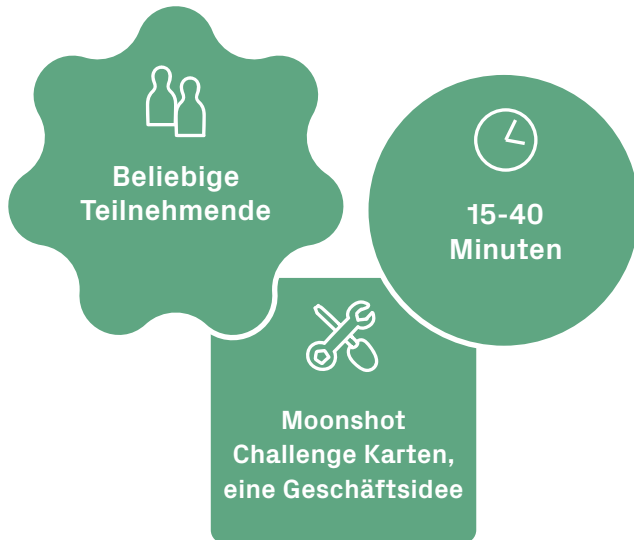 Beliebige
Teilnehmende
15-40
Minuten
Moonshot
Challenge Karten,
eine Geschäftsidee